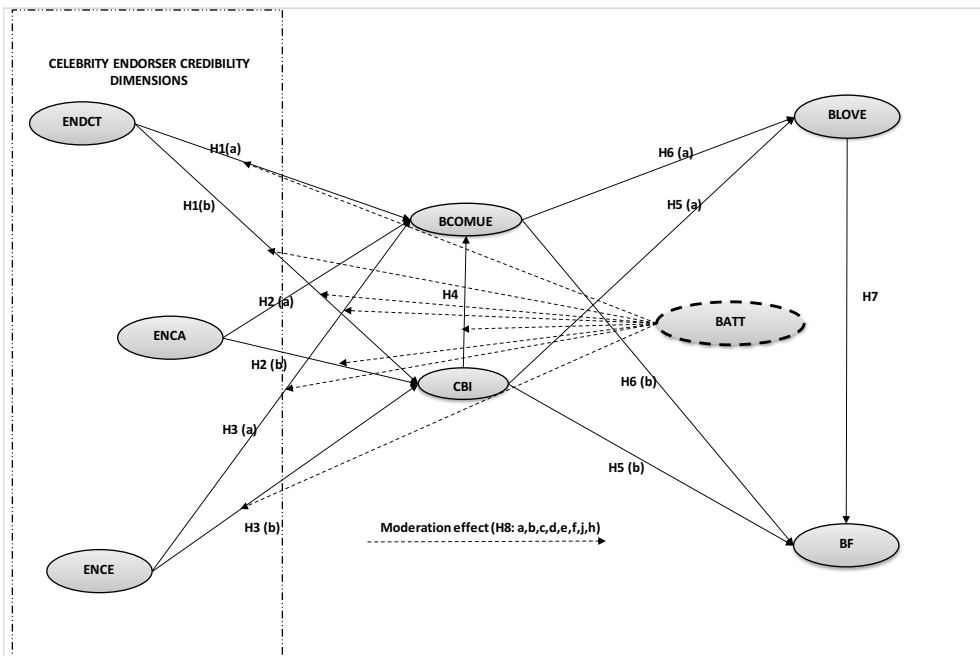 CELEBRITY ENDORSER CREDIBILITY
DIMENSIONS
ENDCT
BLOVE
H1(a)
H6 (a)
H1(b)
H5 (a)
BCOMUE
H2 (a)
H4
H7
BATT
ENCA
H2 (b)
CBI
H6 (b)
H3 (a)
H5 (b)
H3 (b)
Moderation effect (H8: a,b,c,d,e,f,j,h)
BF
ENCE